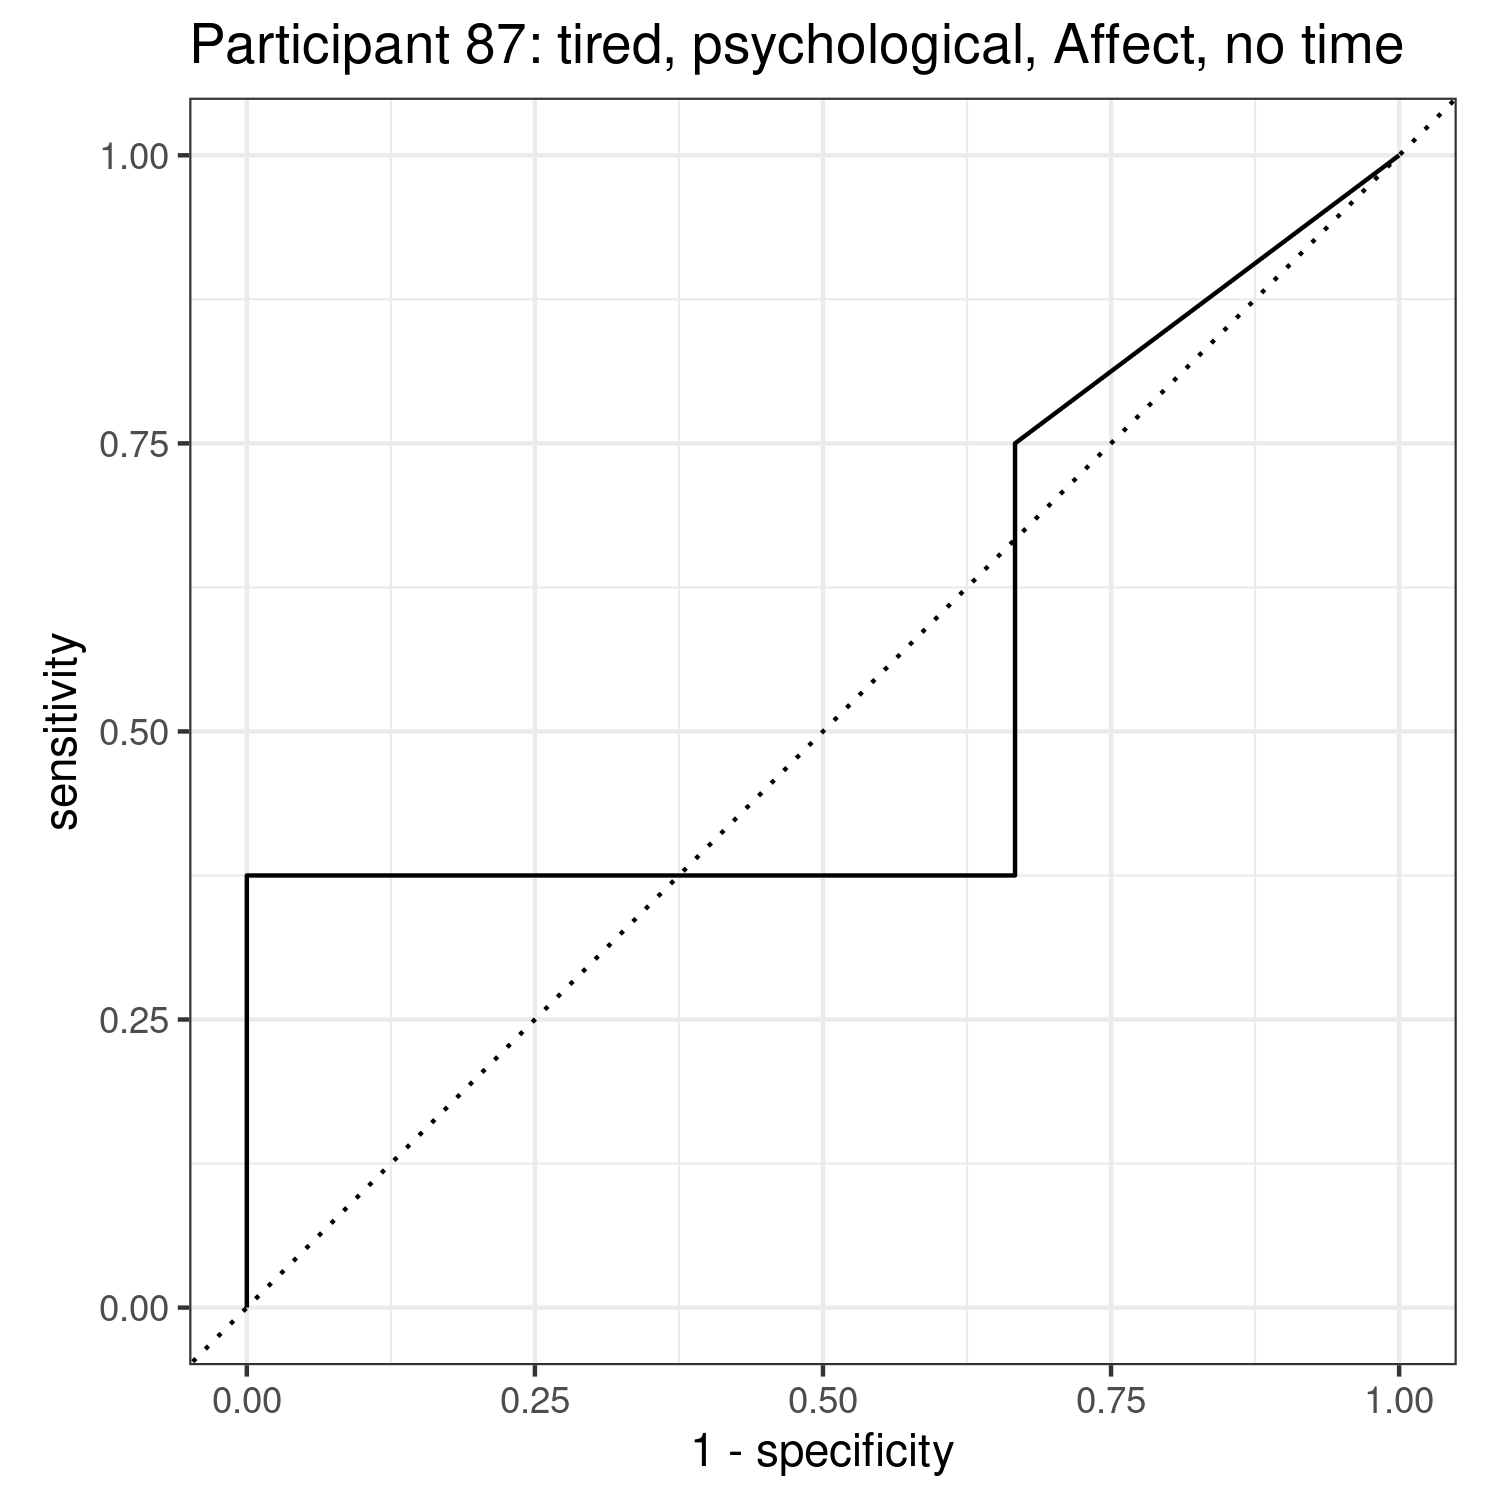 Participant 87: tired, psychological, Affect, no time
1.00
0.75
0.50
0.25
0.00
sensitivity
0.00 0.25 0.50 0.75 1.00
1 - specificity